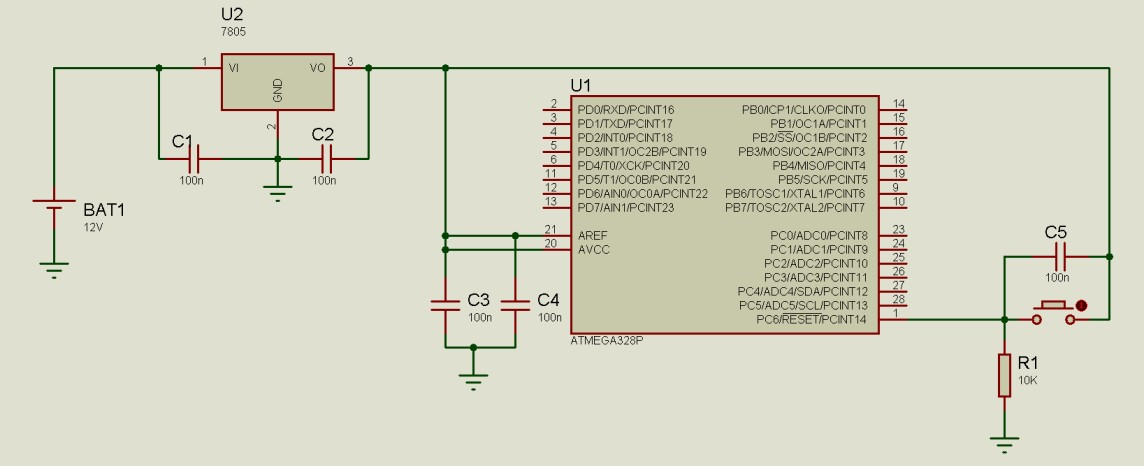 U2
7805
1
VI
VO
3
GND
2
C1
100n
C2
100n
BAT1
12V
U1
2
PD0/RXD/PCINT16
3
PD1/TXD/PCINT17
4
PD2/INT0/PCINT18
5
PD3/INT1/OC2B/PCINT19
6
PD4/T0/XCK/PCINT20
11
PD5/T1/OC0B/PCINT21
12
PD6/AIN0/OC0A/PCINT22
13
PD7/AIN1/PCINT23
21
AREF
20
AVCC
PB0/ICP1/CLKO/PCINT0
14
PB1/OC1A/PCINT1
15
PB2/SS/OC1B/PCINT2
16
PB3/MOSI/OC2A/PCINT3
17
PB4/MISO/PCINT4
18
PB5/SCK/PCINT5
19
PB6/TOSC1/XTAL1/PCINT6
9
PB7/TOSC2/XTAL2/PCINT7
10
PC0/ADC0/PCINT8
23
PC1/ADC1/PCINT9
24
PC2/ADC2/PCINT10
25
PC3/ADC3/PCINT11
26
PC4/ADC4/SDA/PCINT12
27
PC5/ADC5/SCL/PCINT13
28
PC6/RESET/PCINT14
1
ATMEGA328P
C3
100n
C4
100n
C5
100n
R1
10K